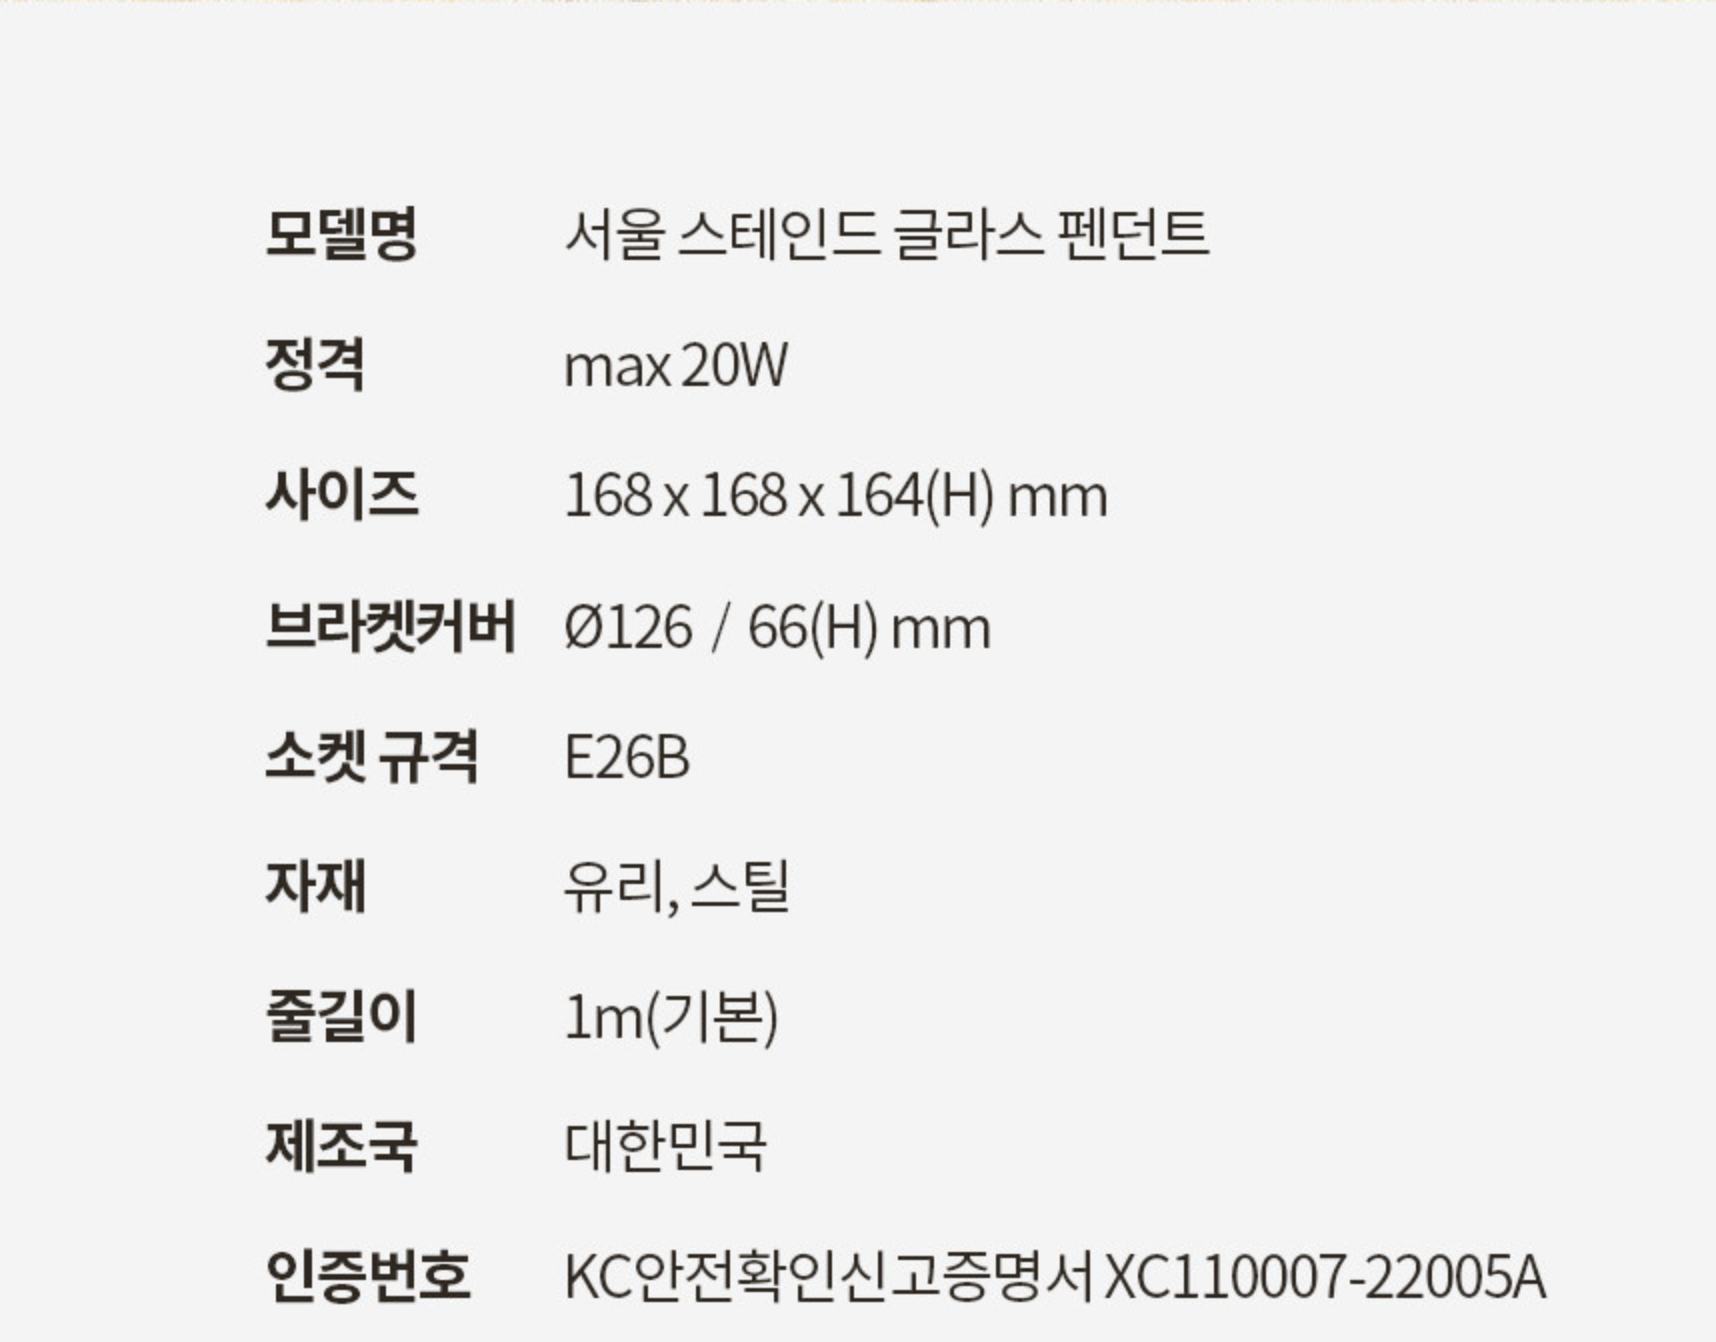 모델명 서울 스테인드 글라스 펜던트
정격 max 20W
사이즈 168 x 168 x 164(H) mm
브라켓커버 Ø126 / 66(H) mm
소켓 규격 E26B
자재 유리, 스틸
줄길이 1m(기본)
제조국 대한민국
인증번호 KC안전확인신고증명서 XC110007-22005A